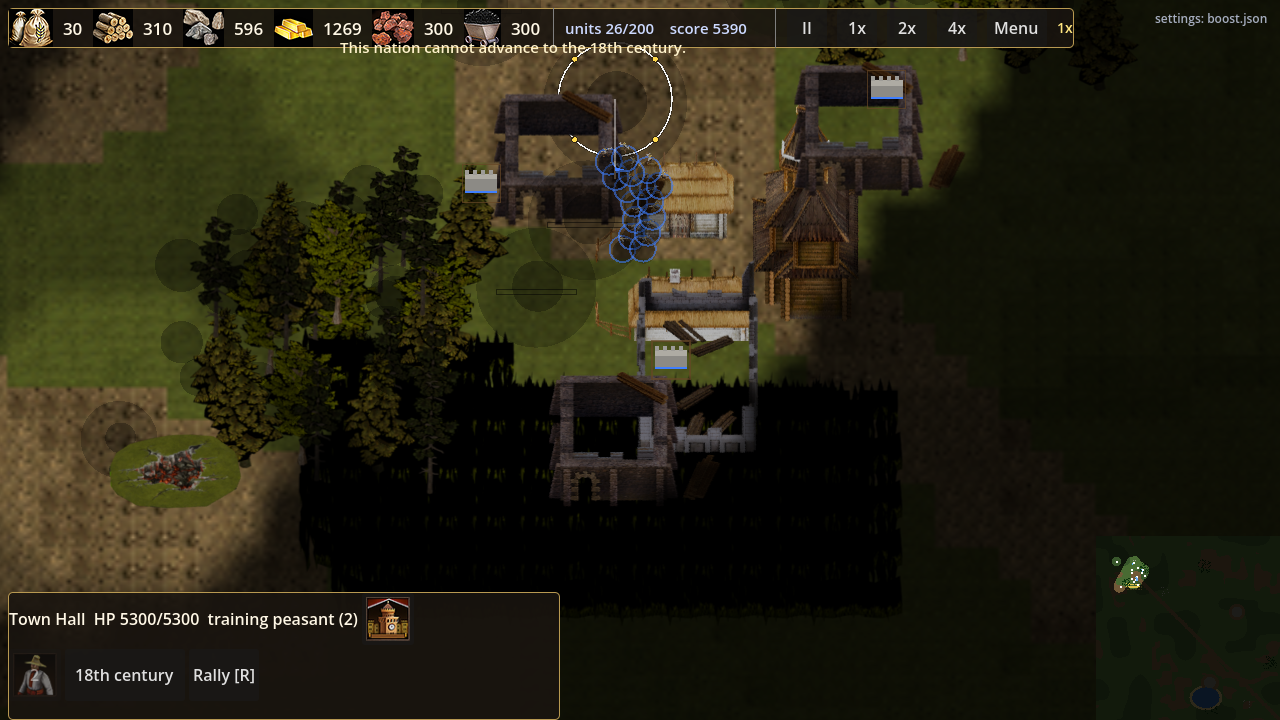 30 310 596 1269 300 300 units 26/200 score 5390 II 1x 2x 4x Menu 1x
settings: boost.json
This nation cannot advance to the 18th century.
Town Hall HP 5300/5300 training peasant (2)
2 18th century Rally [R]